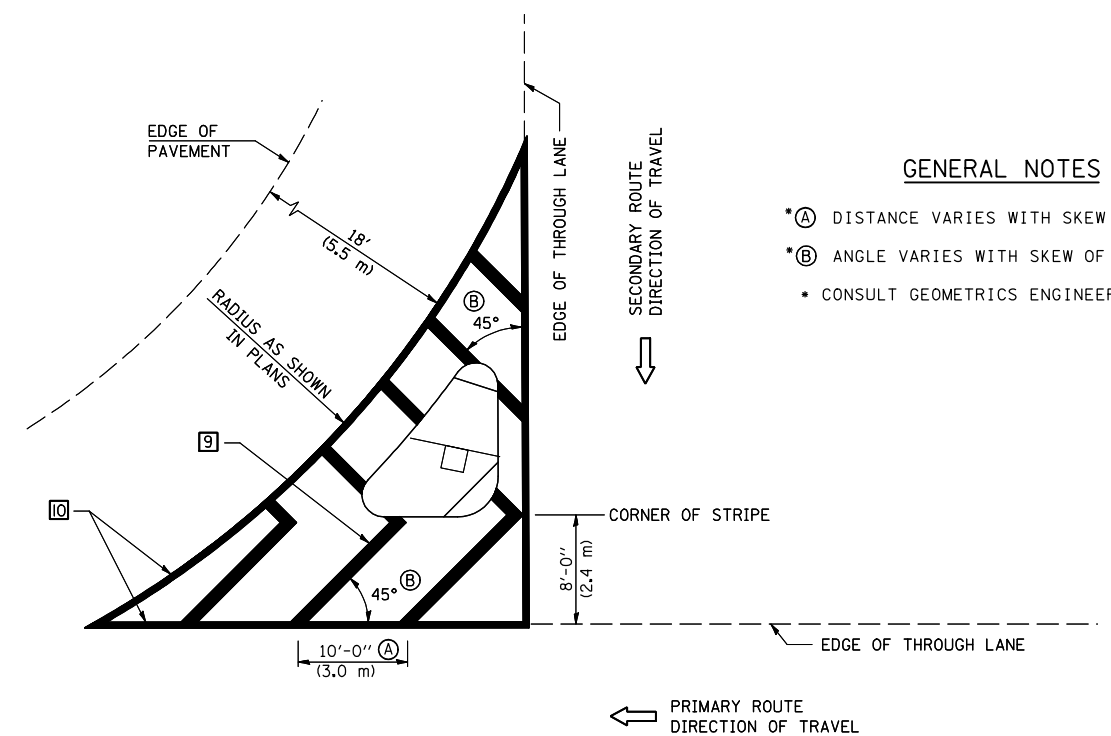 EDGE OF
PAVEMENT
18'
(5.5 m)
RADIUS AS SHOWN
IN PLANS
EDGE OF THROUGH LANE
SECONDARY ROUTE
DIRECTION OF TRAVEL
GENERAL NOTES
*Ⓐ DISTANCE VARIES WITH SKEW
*Ⓑ ANGLE VARIES WITH SKEW OF
* CONSULT GEOMETRICS ENGINEER
Ⓑ
45°
9
10
CORNER OF STRIPE
8'-0"
(2.4 m)
45° Ⓑ
10'-0" Ⓐ
(3.0 m)
EDGE OF THROUGH LANE
PRIMARY ROUTE
DIRECTION OF TRAVEL